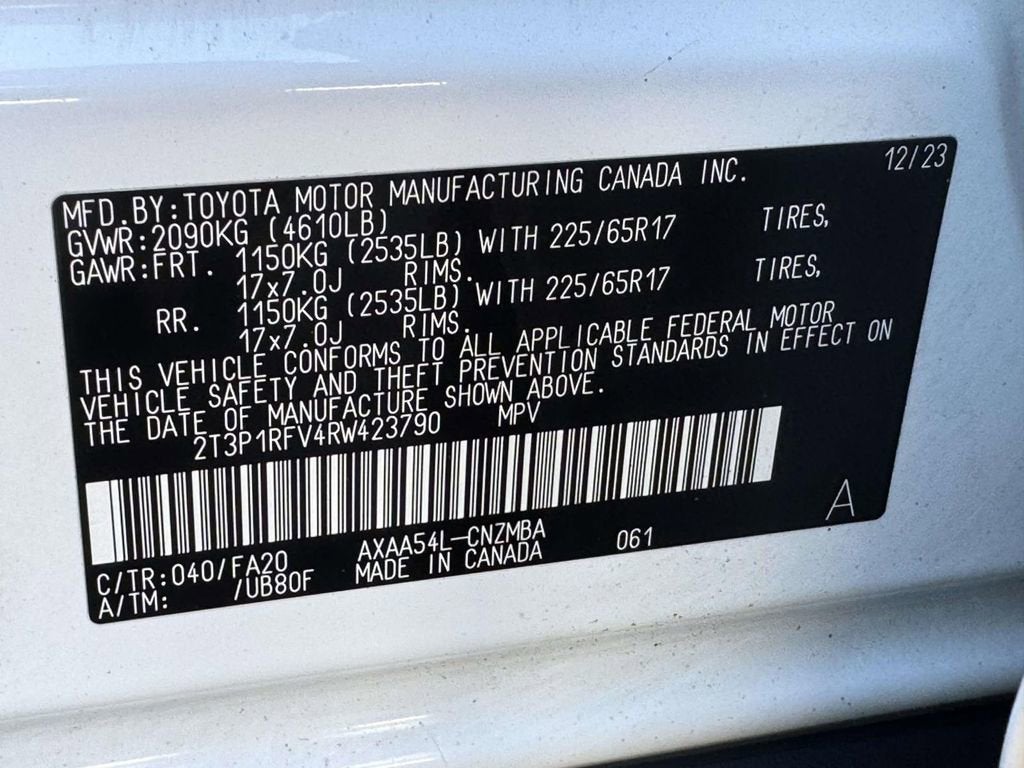 12/23
MFD.BY:TOYOTA MOTOR MANUFACTURING CANADA INC.
GVWR:2090KG (4610LB)
GAWR:FRT. 1150KG (2535LB) WITH 225/65R17 TIRES,
17x7.0J RIMS.
RR. 1150KG (2535LB) WITH 225/65R17 TIRES,
17x7.0J RIMS.
THIS VEHICLE CONFORMS TO ALL APPLICABLE FEDERAL MOTOR
VEHICLE SAFETY AND THEFT PREVENTION STANDARDS IN EFFECT ON
THE DATE OF MANUFACTURE SHOWN ABOVE.
2T3P1RFV4RW423790 MPV
A
C/TR:040/FA20 AXAA54L-CNZMBA 061
A/TM: /UB80F MADE IN CANADA